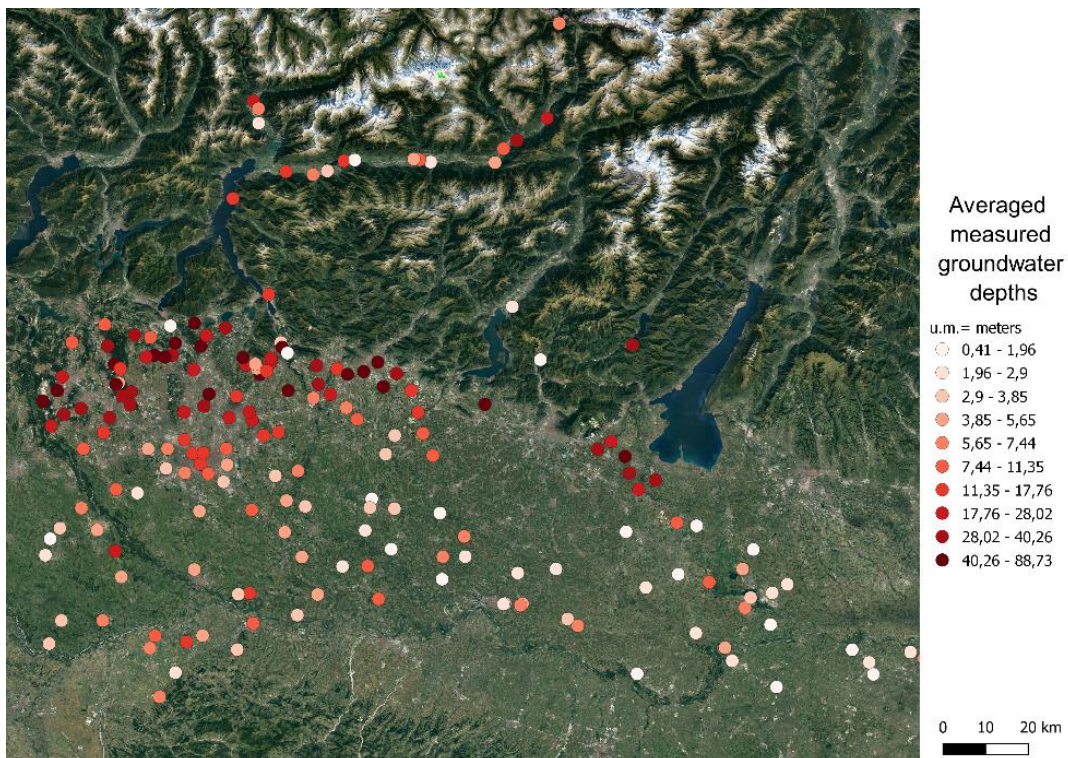 Averaged
measured
groundwater
depths
u.m.= meters
0,41 - 1,96
1,96 - 2,9
2,9 - 3,85
3,85 - 5,65
5,65 - 7,44
7,44 - 11,35
11,35 - 17,76
17,76 - 28,02
28,02 - 40,26
40,26 - 88,73
0 10 20 km